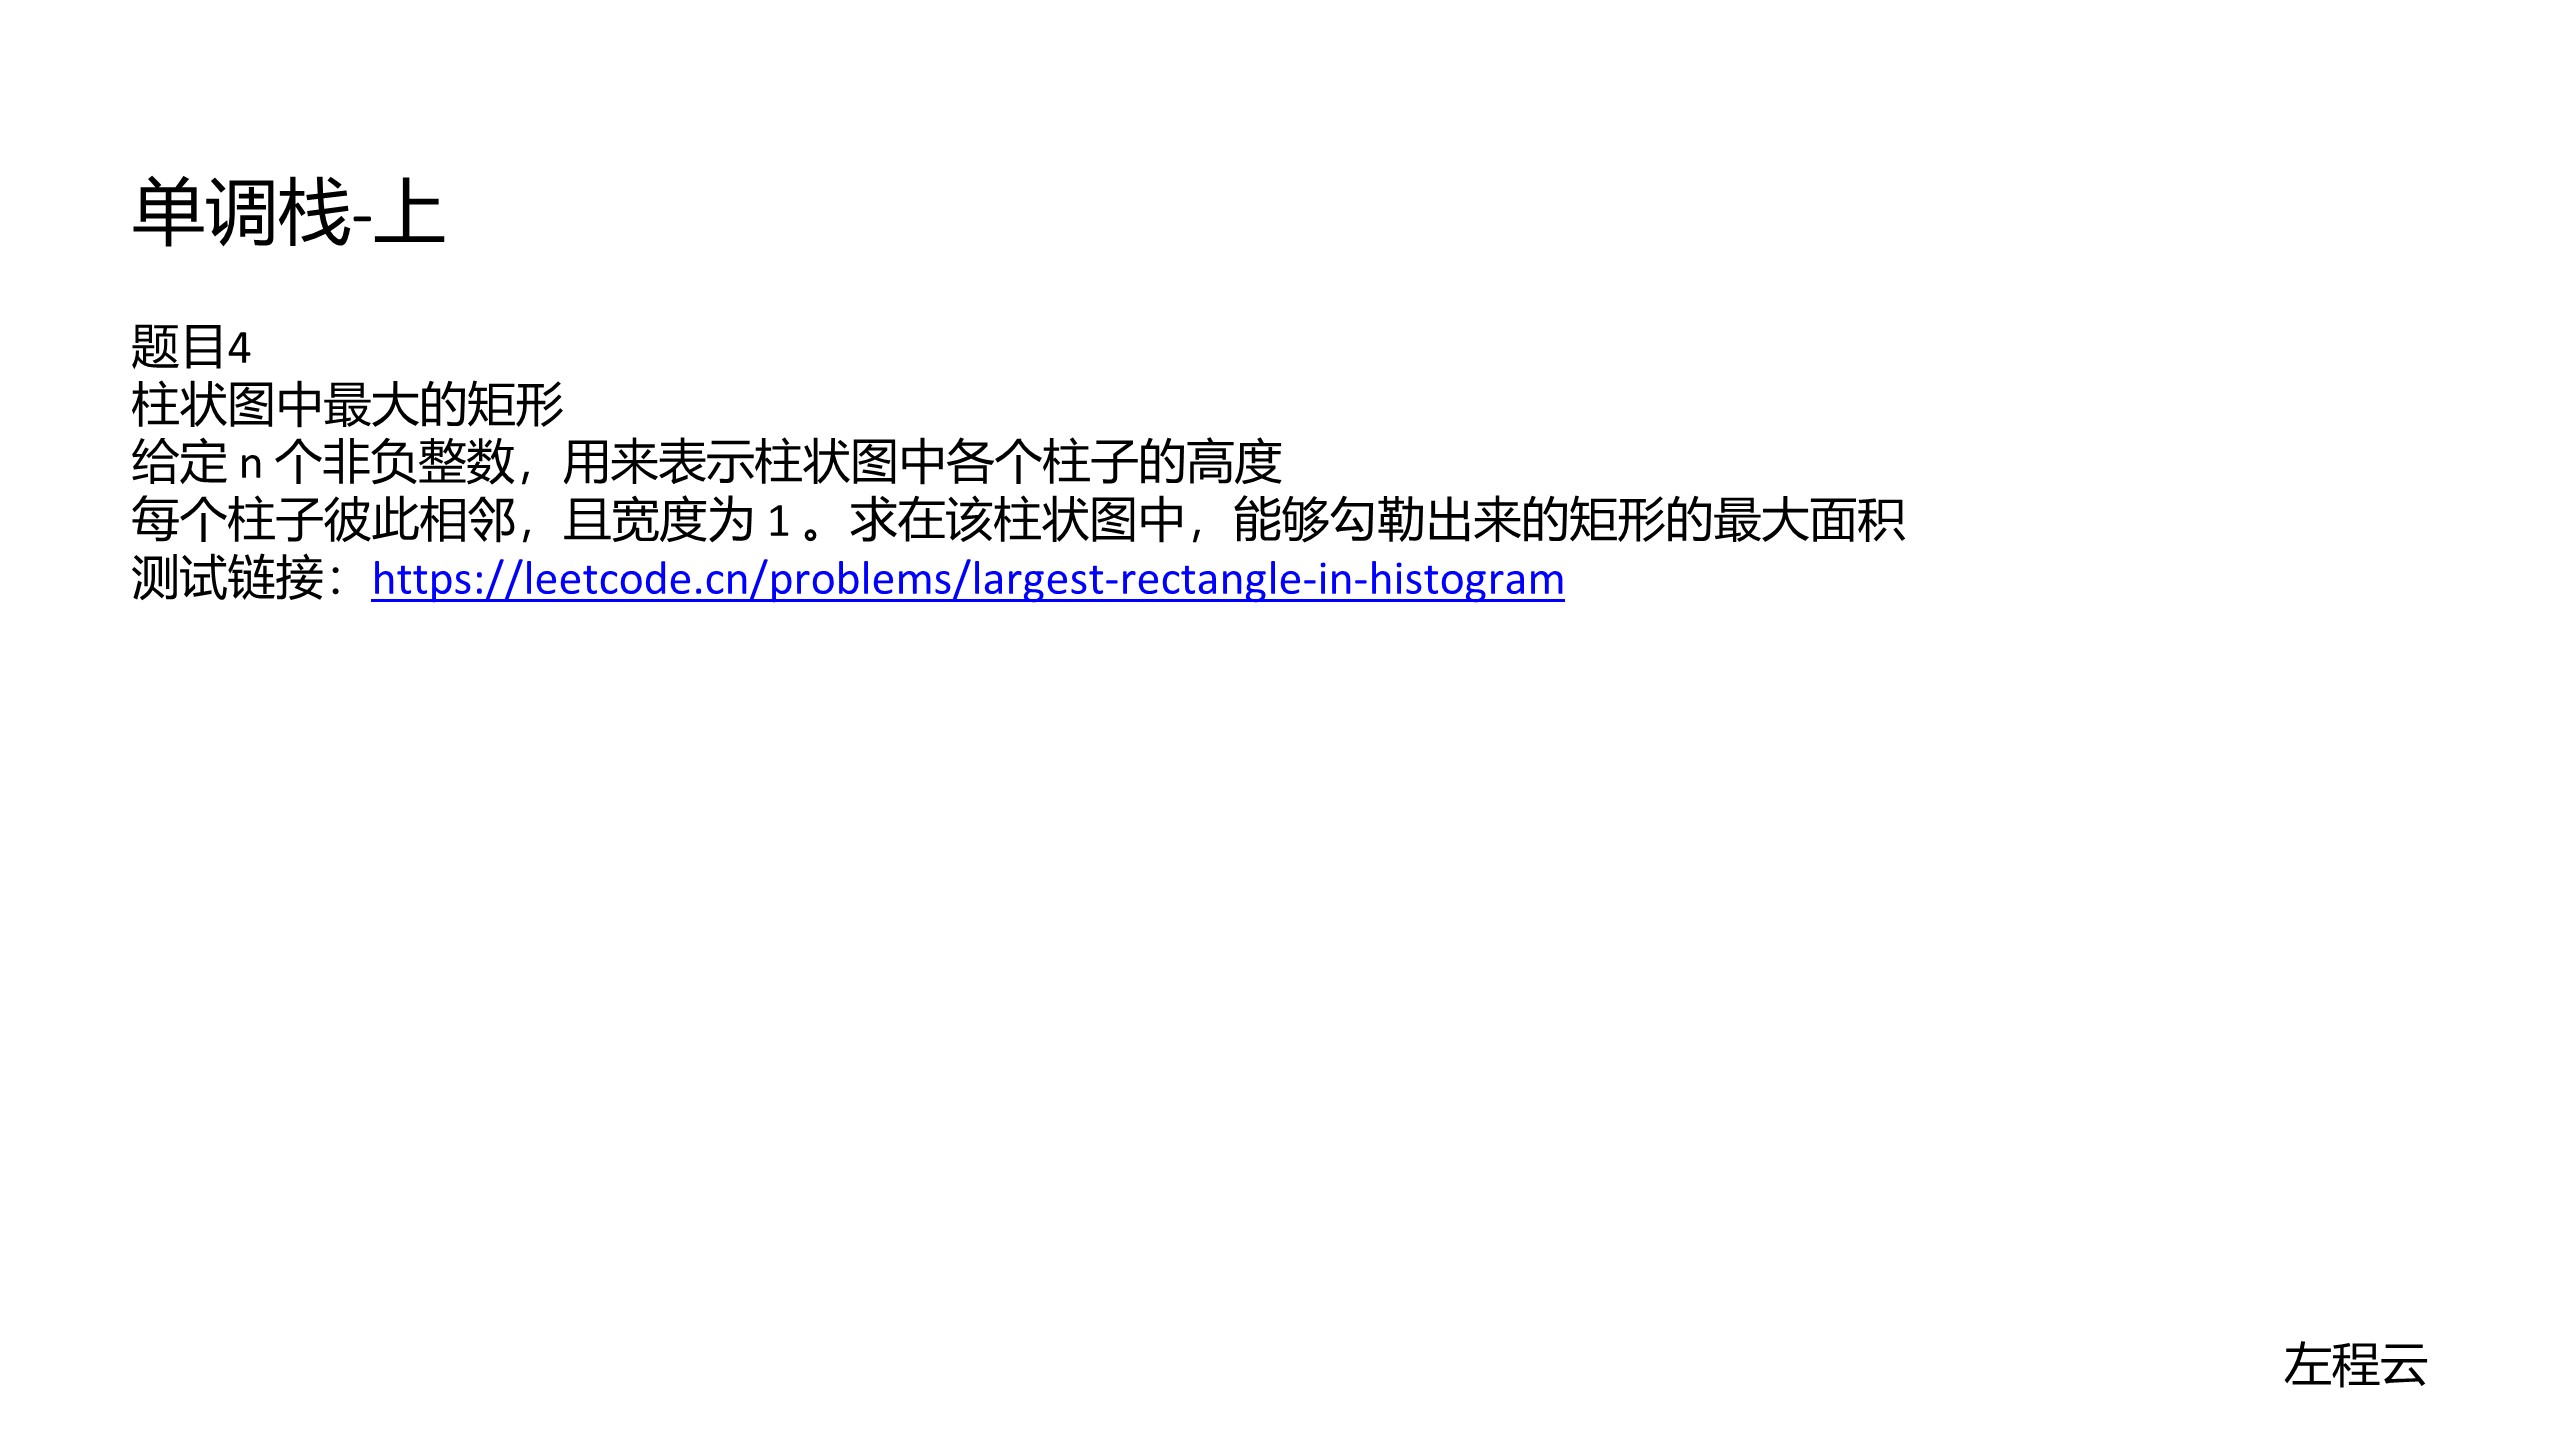 单调栈-上
题目4
柱状图中最大的矩形
给定 n 个非负整数，用来表示柱状图中各个柱子的高度
每个柱子彼此相邻，且宽度为 1 。求在该柱状图中，能够勾勒出来的矩形的最大面积
测试链接：https://leetcode.cn/problems/largest-rectangle-in-histogram
左程云